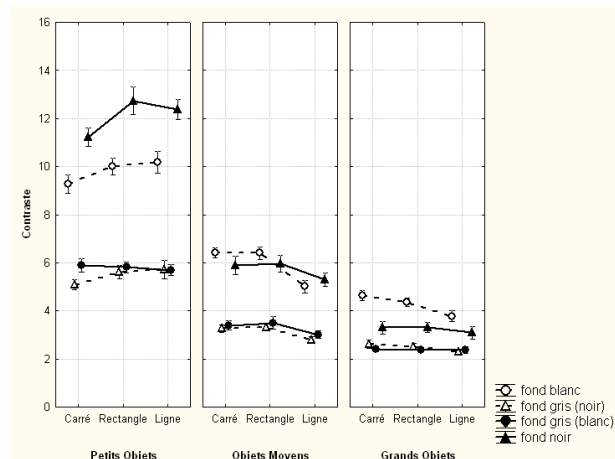 Contraste
16
14
12
10
8
6
4
2
0
Carré Rectangle Ligne
Petits Objets
Carré Rectangle Ligne
Objets Moyens
Carré Rectangle Ligne
Grands Objets
fond blanc
fond gris (noir)
fond gris (blanc)
fond noir